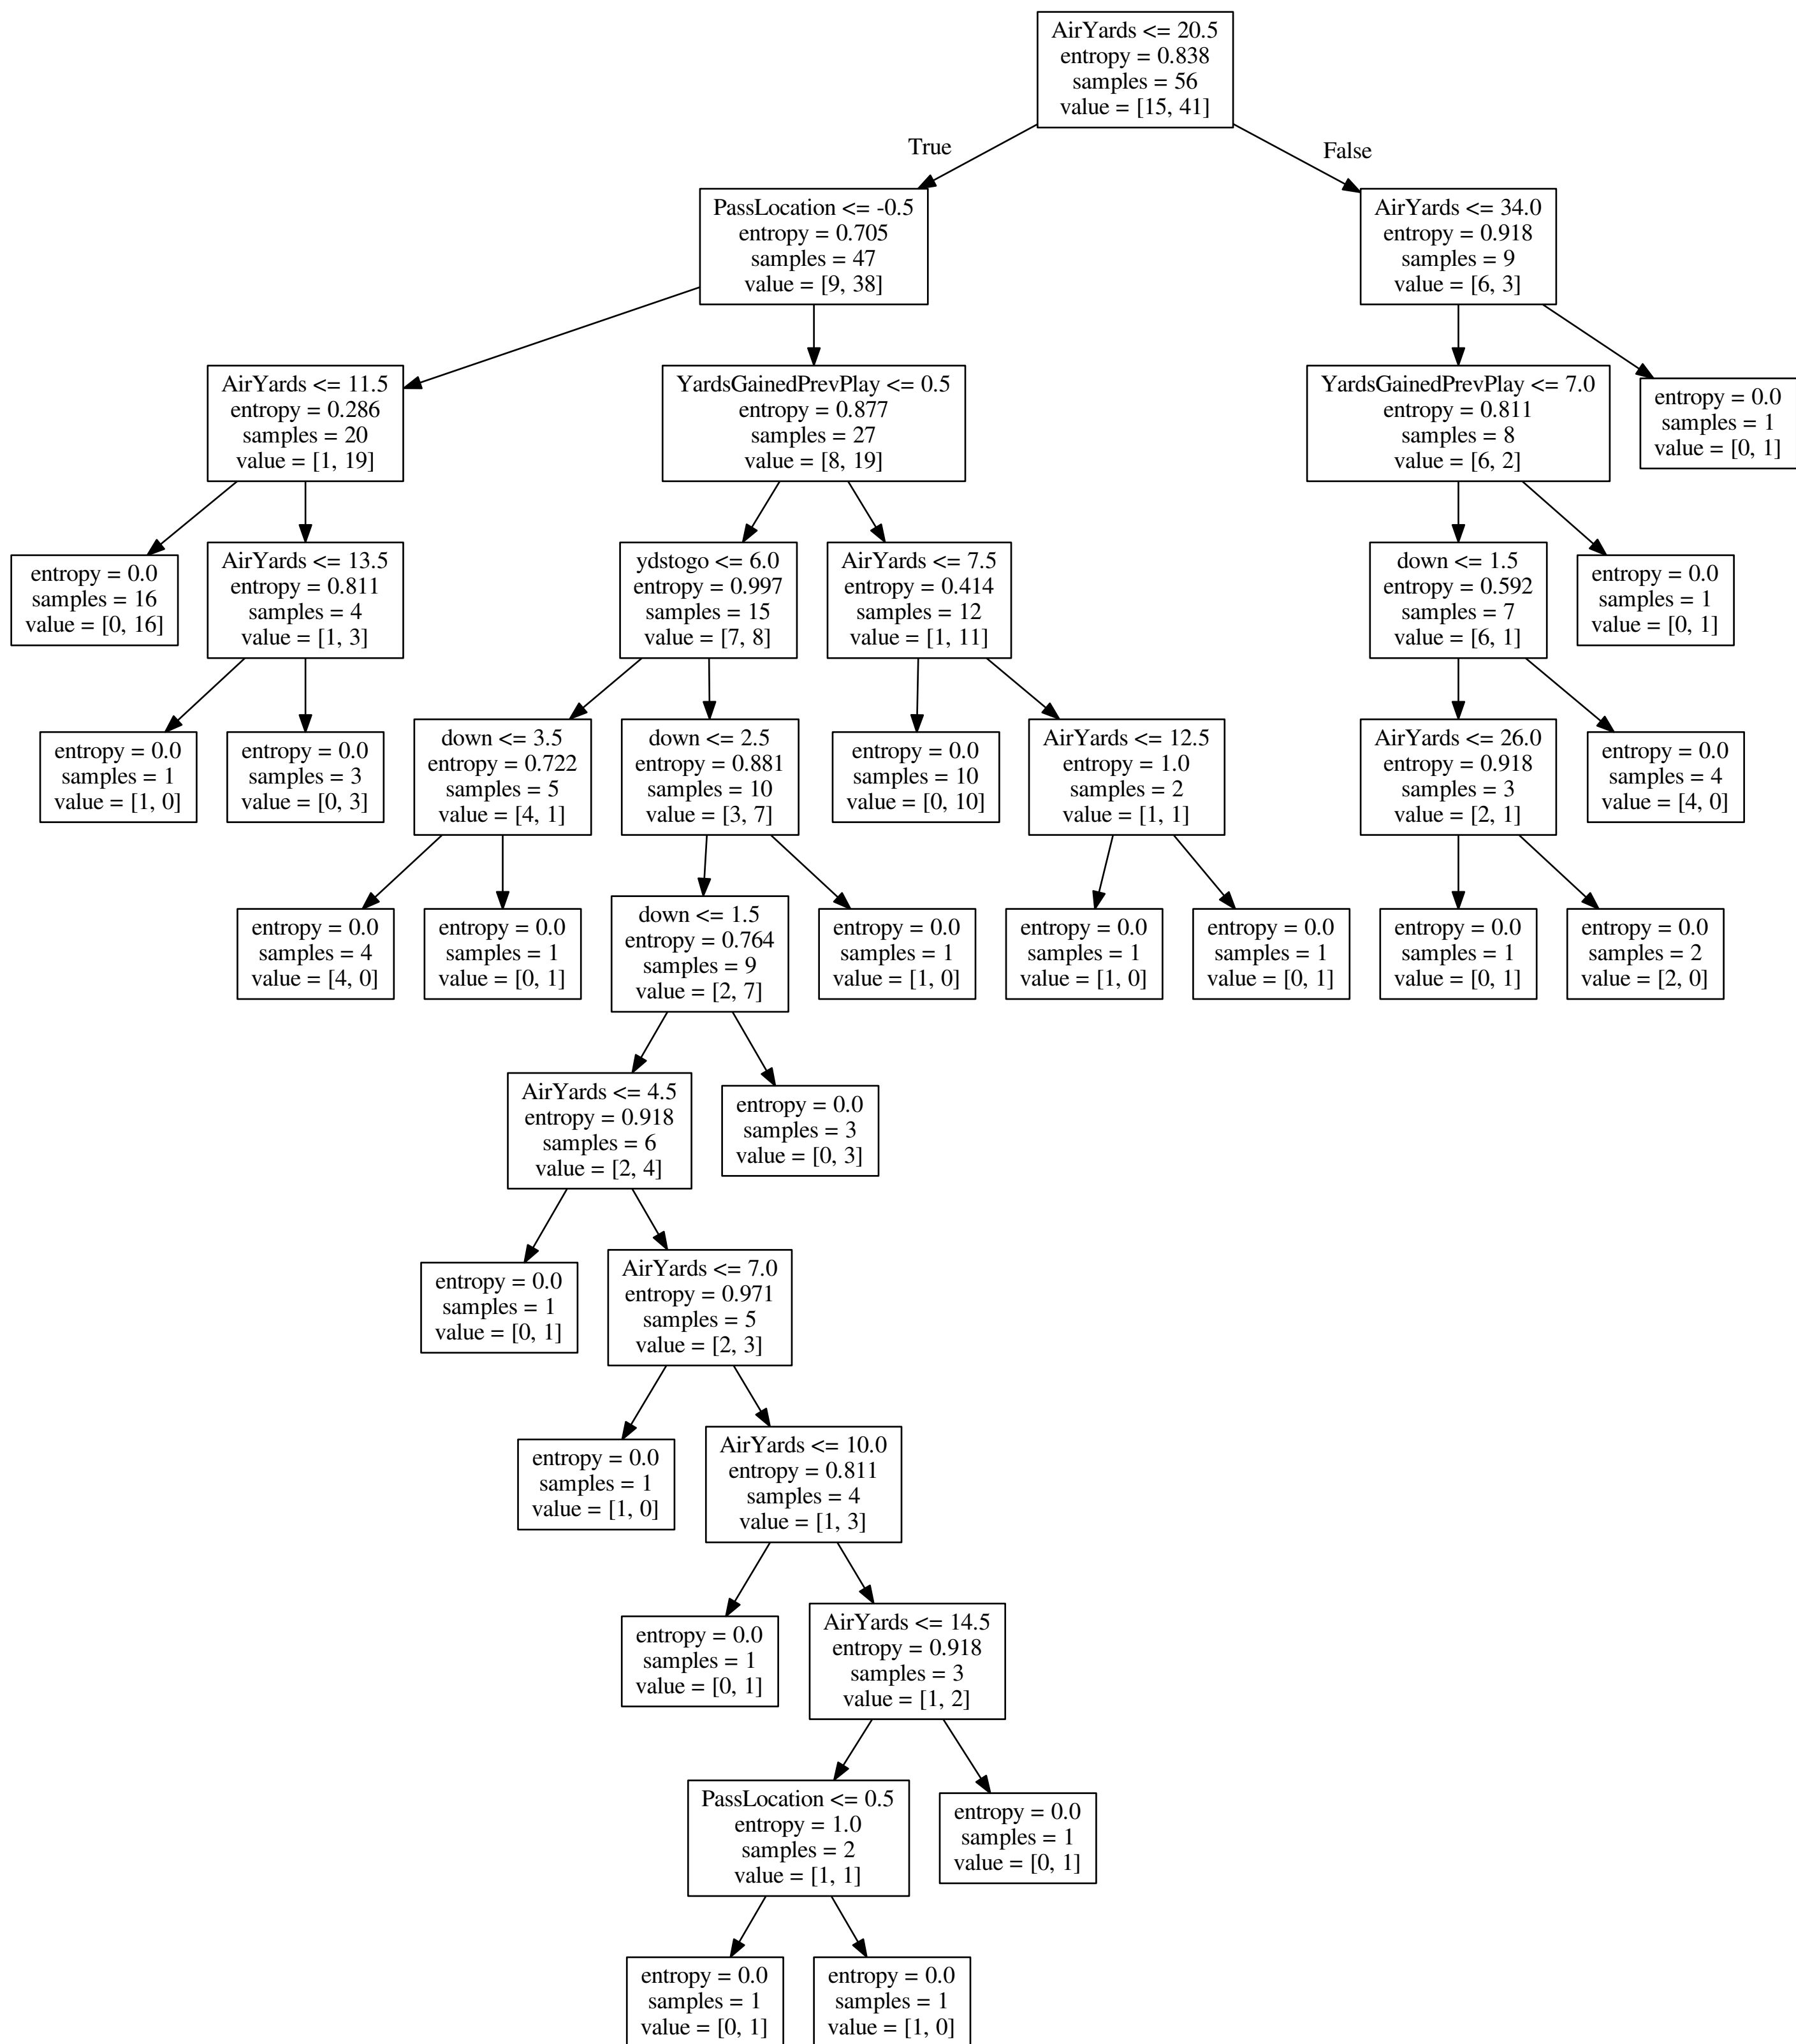 AirYards <= 20.5
entropy = 0.838
samples = 56
value = [15, 41]
True
False
PassLocation <= -0.5
entropy = 0.705
samples = 47
value = [9, 38]
AirYards <= 34.0
entropy = 0.918
samples = 9
value = [6, 3]
AirYards <= 11.5
entropy = 0.286
samples = 20
value = [1, 19]
YardsGainedPrevPlay <= 0.5
entropy = 0.877
samples = 27
value = [8, 19]
YardsGainedPrevPlay <= 7.0
entropy = 0.811
samples = 8
value = [6, 2]
entropy = 0.0
samples = 1
value = [0, 1]
entropy = 0.0
samples = 16
value = [0, 16]
AirYards <= 13.5
entropy = 0.811
samples = 4
value = [1, 3]
ydstogo <= 6.0
entropy = 0.997
samples = 15
value = [7, 8]
AirYards <= 7.5
entropy = 0.414
samples = 12
value = [1, 11]
down <= 1.5
entropy = 0.592
samples = 7
value = [6, 1]
entropy = 0.0
samples = 1
value = [0, 1]
entropy = 0.0
samples = 1
value = [1, 0]
entropy = 0.0
samples = 3
value = [0, 3]
down <= 3.5
entropy = 0.722
samples = 5
value = [4, 1]
down <= 2.5
entropy = 0.881
samples = 10
value = [3, 7]
entropy = 0.0
samples = 10
value = [0, 10]
AirYards <= 12.5
entropy = 1.0
samples = 2
value = [1, 1]
AirYards <= 26.0
entropy = 0.918
samples = 3
value = [2, 1]
entropy = 0.0
samples = 4
value = [4, 0]
entropy = 0.0
samples = 4
value = [4, 0]
entropy = 0.0
samples = 1
value = [0, 1]
down <= 1.5
entropy = 0.764
samples = 9
value = [2, 7]
entropy = 0.0
samples = 1
value = [1, 0]
entropy = 0.0
samples = 1
value = [1, 0]
entropy = 0.0
samples = 1
value = [0, 1]
entropy = 0.0
samples = 1
value = [0, 1]
entropy = 0.0
samples = 2
value = [2, 0]
AirYards <= 4.5
entropy = 0.918
samples = 6
value = [2, 4]
entropy = 0.0
samples = 3
value = [0, 3]
entropy = 0.0
samples = 1
value = [0, 1]
AirYards <= 7.0
entropy = 0.971
samples = 5
value = [2, 3]
entropy = 0.0
samples = 1
value = [1, 0]
AirYards <= 10.0
entropy = 0.811
samples = 4
value = [1, 3]
entropy = 0.0
samples = 1
value = [0, 1]
AirYards <= 14.5
entropy = 0.918
samples = 3
value = [1, 2]
PassLocation <= 0.5
entropy = 1.0
samples = 2
value = [1, 1]
entropy = 0.0
samples = 1
value = [0, 1]
entropy = 0.0
samples = 1
value = [0, 1]
entropy = 0.0
samples = 1
value = [1, 0]